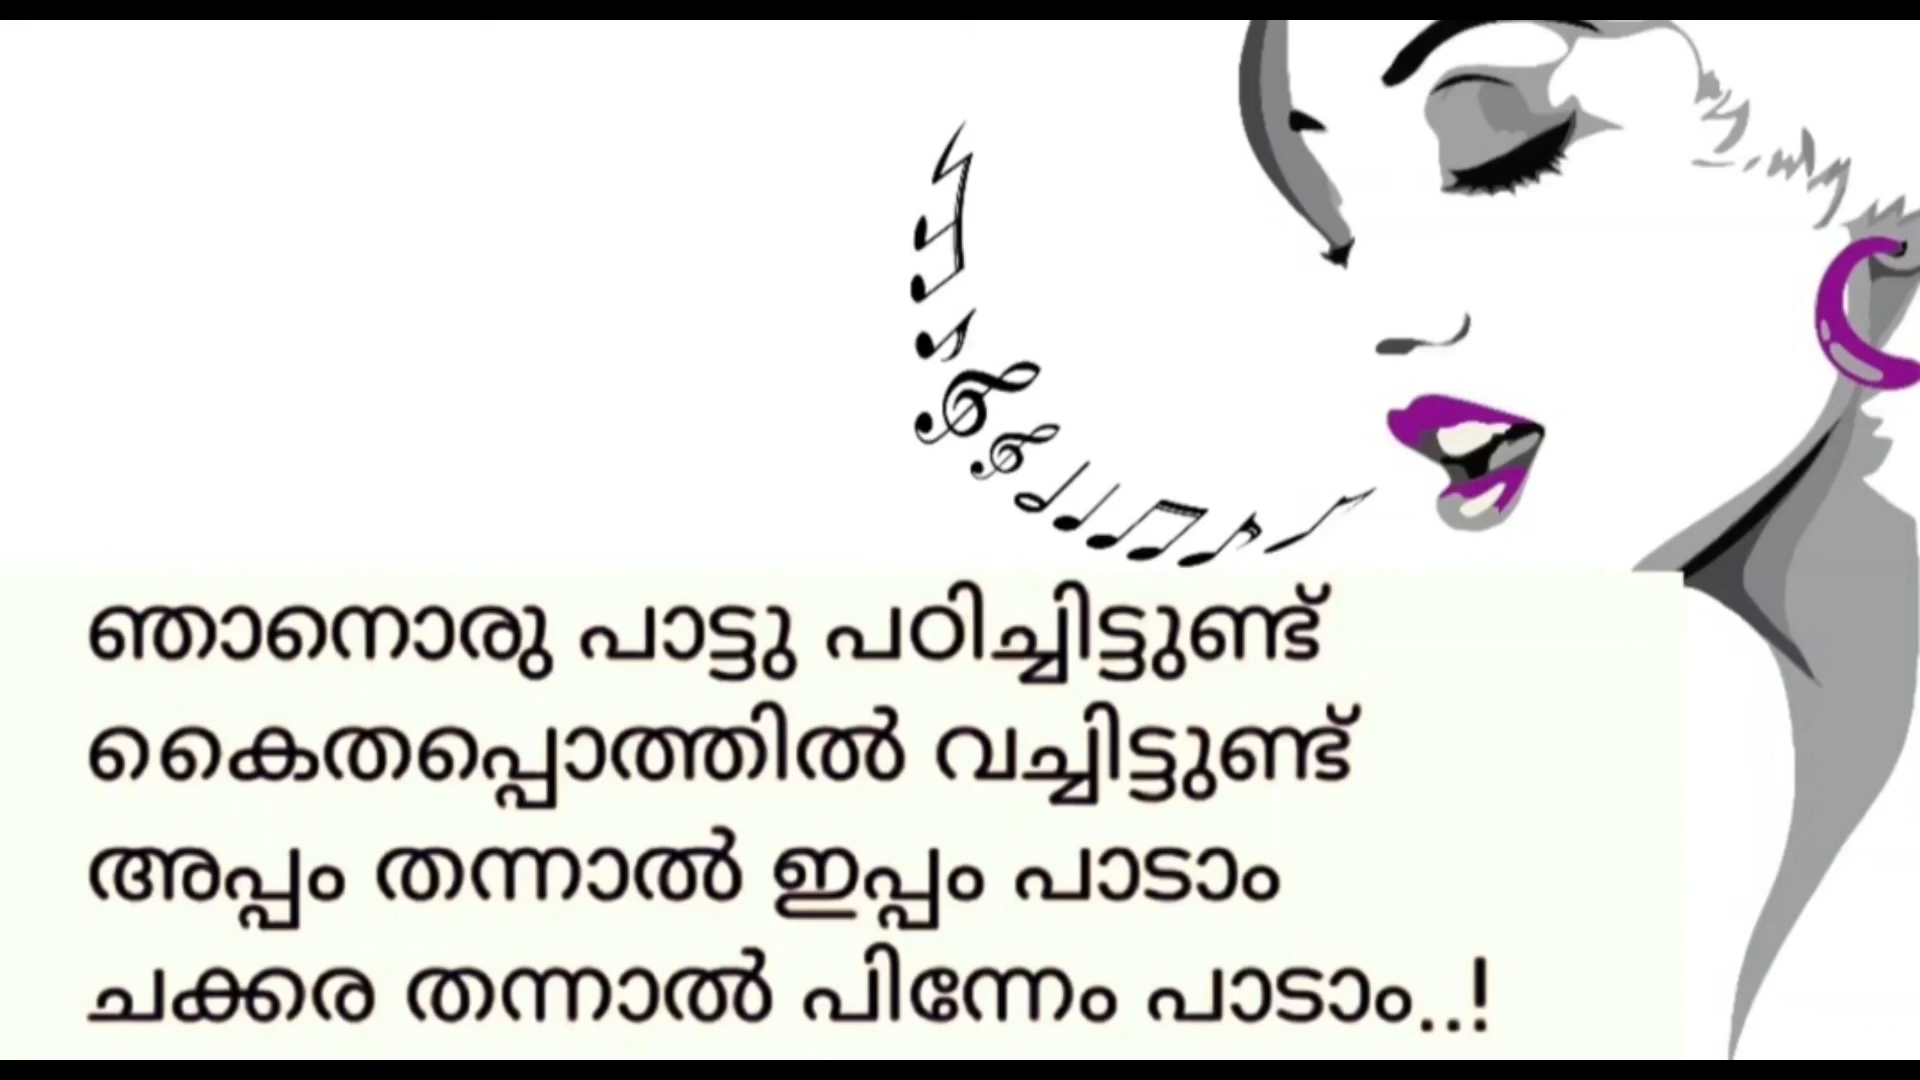 ഞാനൊരു പാട്ടു പഠിച്ചിട്ടുണ്ട്
കൈതപ്പൊത്തിൽ വച്ചിട്ടുണ്ട്
അപ്പം തന്നാൽ ഇപ്പം പാടാം
ചക്കര തന്നാൽ പിന്നേം പാടാം..!